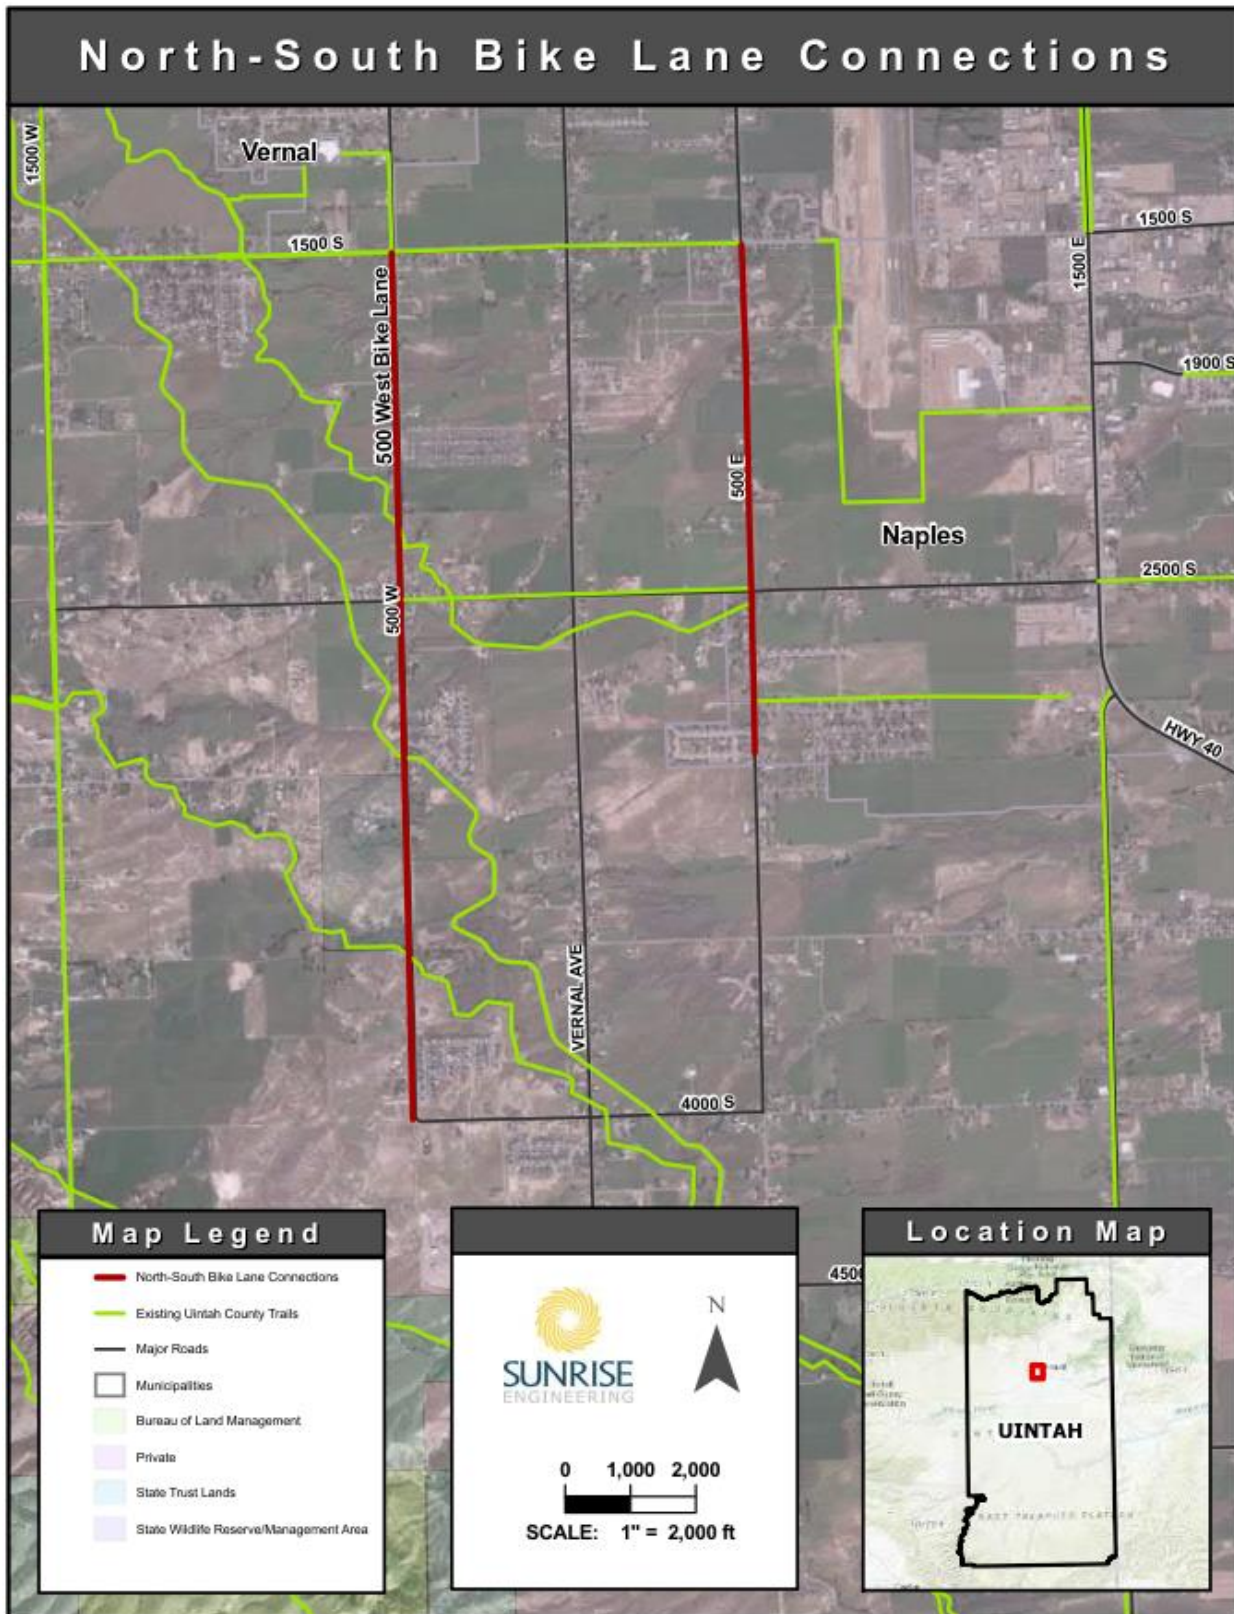 North-South Bike Lane Connections
1500 W
Vernal
1500 S
1500 S
1500 E
500 West Bike Lane
1900 S
500 E
Naples
2500 S
500 W
HWY 40
VERNAL AVE
4000 S
450
Map Legend
North-South Bike Lane Connections
Existing Uintah County Trails
Major Roads
Municipalities
Bureau of Land Management
Private
State Trust Lands
State Wildlife Reserve/Management Area
SUNRISE
ENGINEERING
N
0 1,000 2,000
SCALE: 1" = 2,000 ft
Location Map
UINTAH